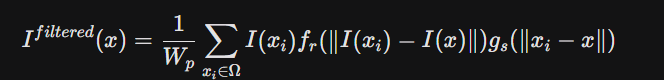 I^{filtered}(x) = \frac{1}{W_p} \sum_{x_i \in \Omega} I(x_i) f_r(\|I(x_i) - I(x)\|) g_s(\|x_i - x\|)